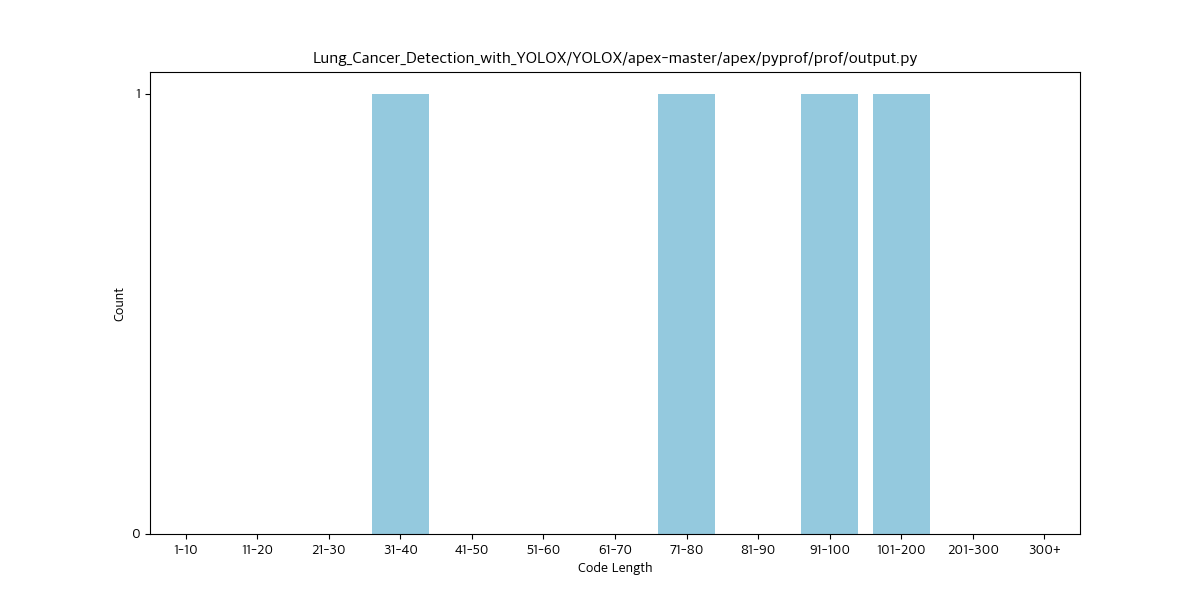 Lung_Cancer_Detection_with_YOLOX/YOLOX/apex-master/apex/pyprof/prof/output.py
1
Count
0
1-10 11-20 21-30 31-40 41-50 51-60 61-70 71-80 81-90 91-100 101-200 201-300 300+
Code Length